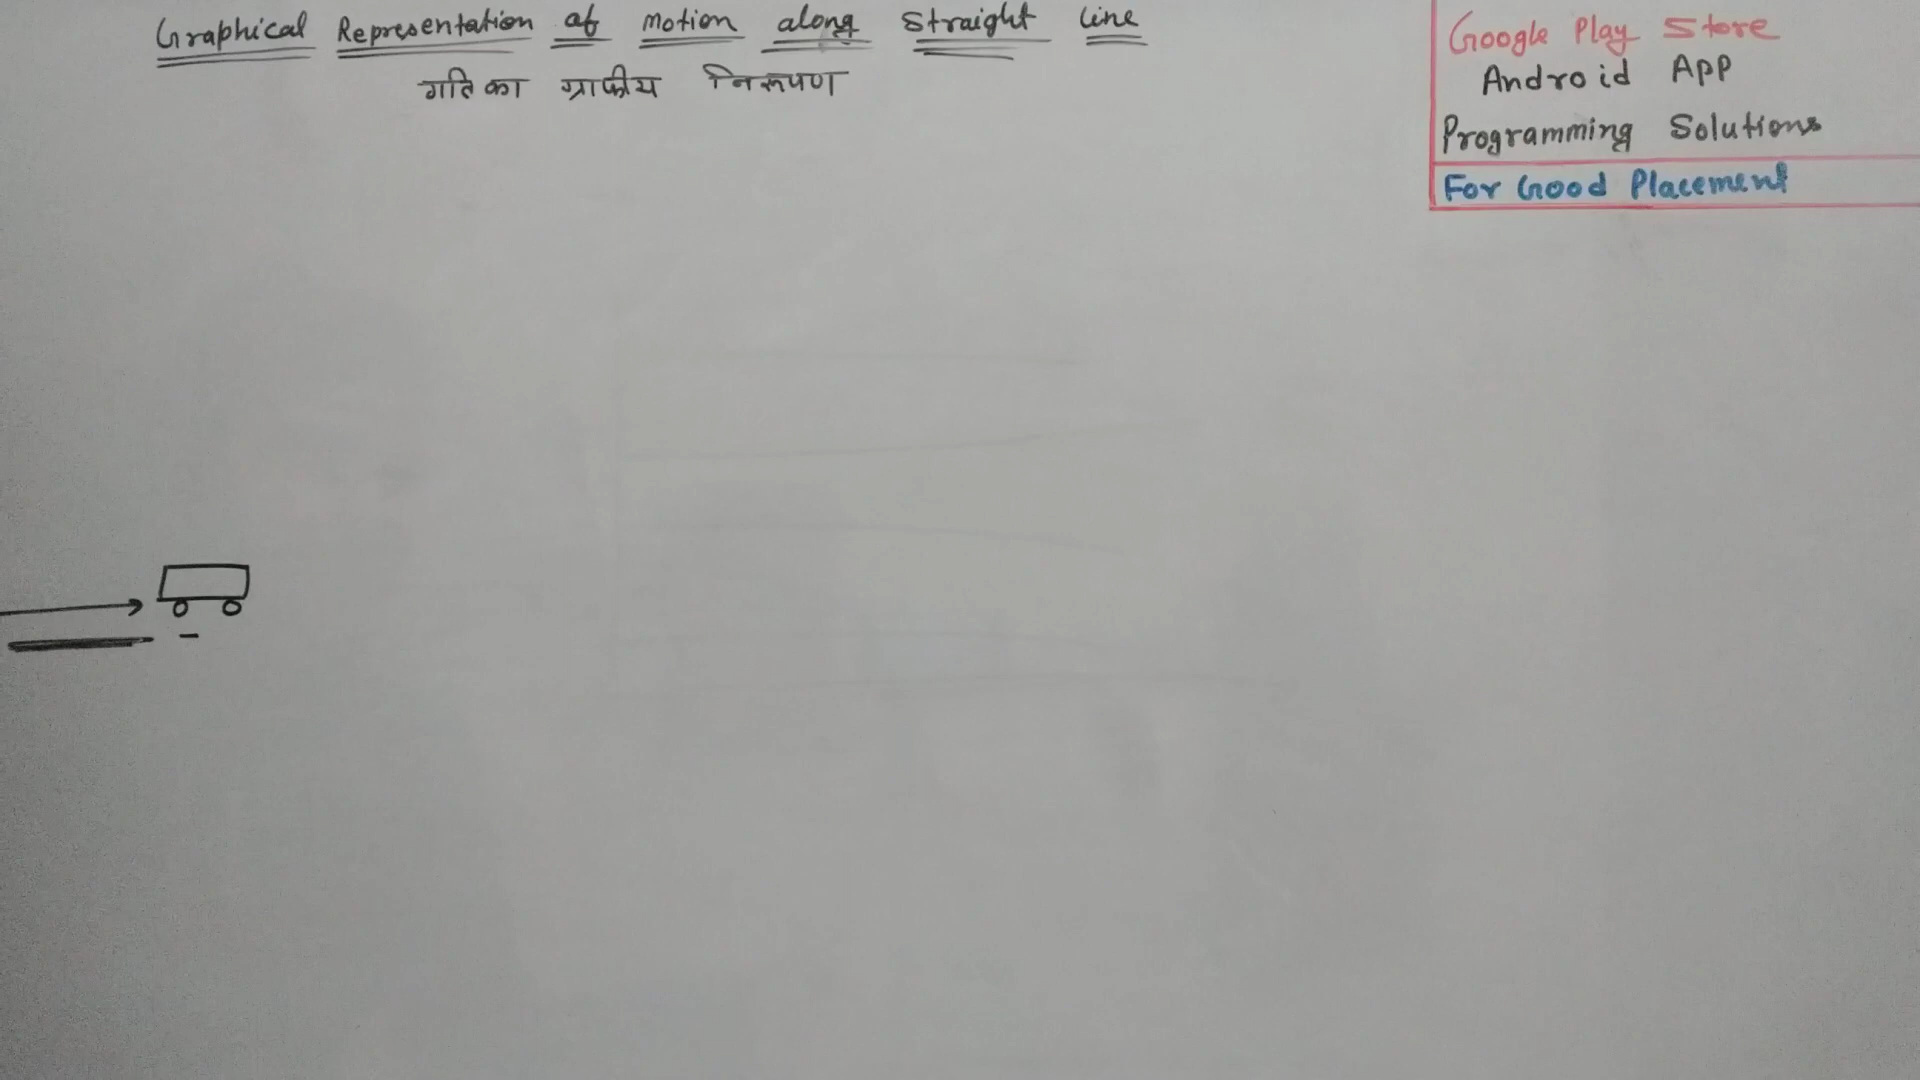 Graphical Representation of motion along Straight line
गति का ग्राफीय निरूपण
Google Play Store
Android App
Programming Solutions
For Good Placement